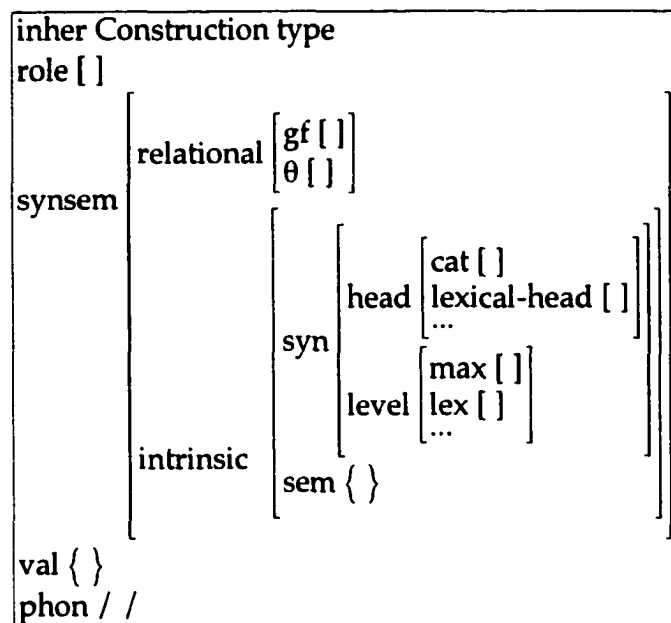 inher Construction type
role [ ]
synsem
relational
gf [ ]
θ [ ]
intrinsic
syn
head
cat [ ]
lexical-head [ ]
...
level
max [ ]
lex [ ]
...
sem { }
val { }
phon / /